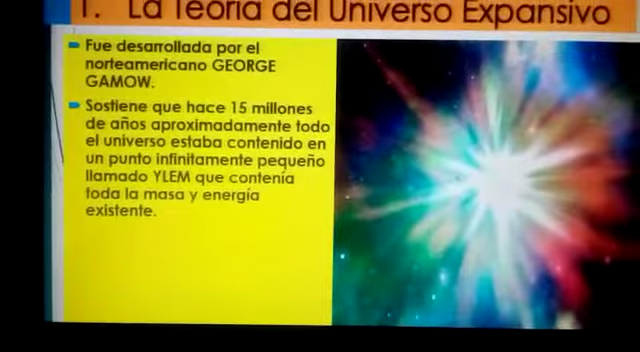 1. La Teoría del Universo Expansivo
Fue desarrollada por el
norteamericano GEORGE
GAMOW.
Sostiene que hace 15 millones
de años aproximadamente todo
el universo estaba contenido en
un punto infinitamente pequeño
llamado YLEM que contenía
toda la masa y energía
existente.